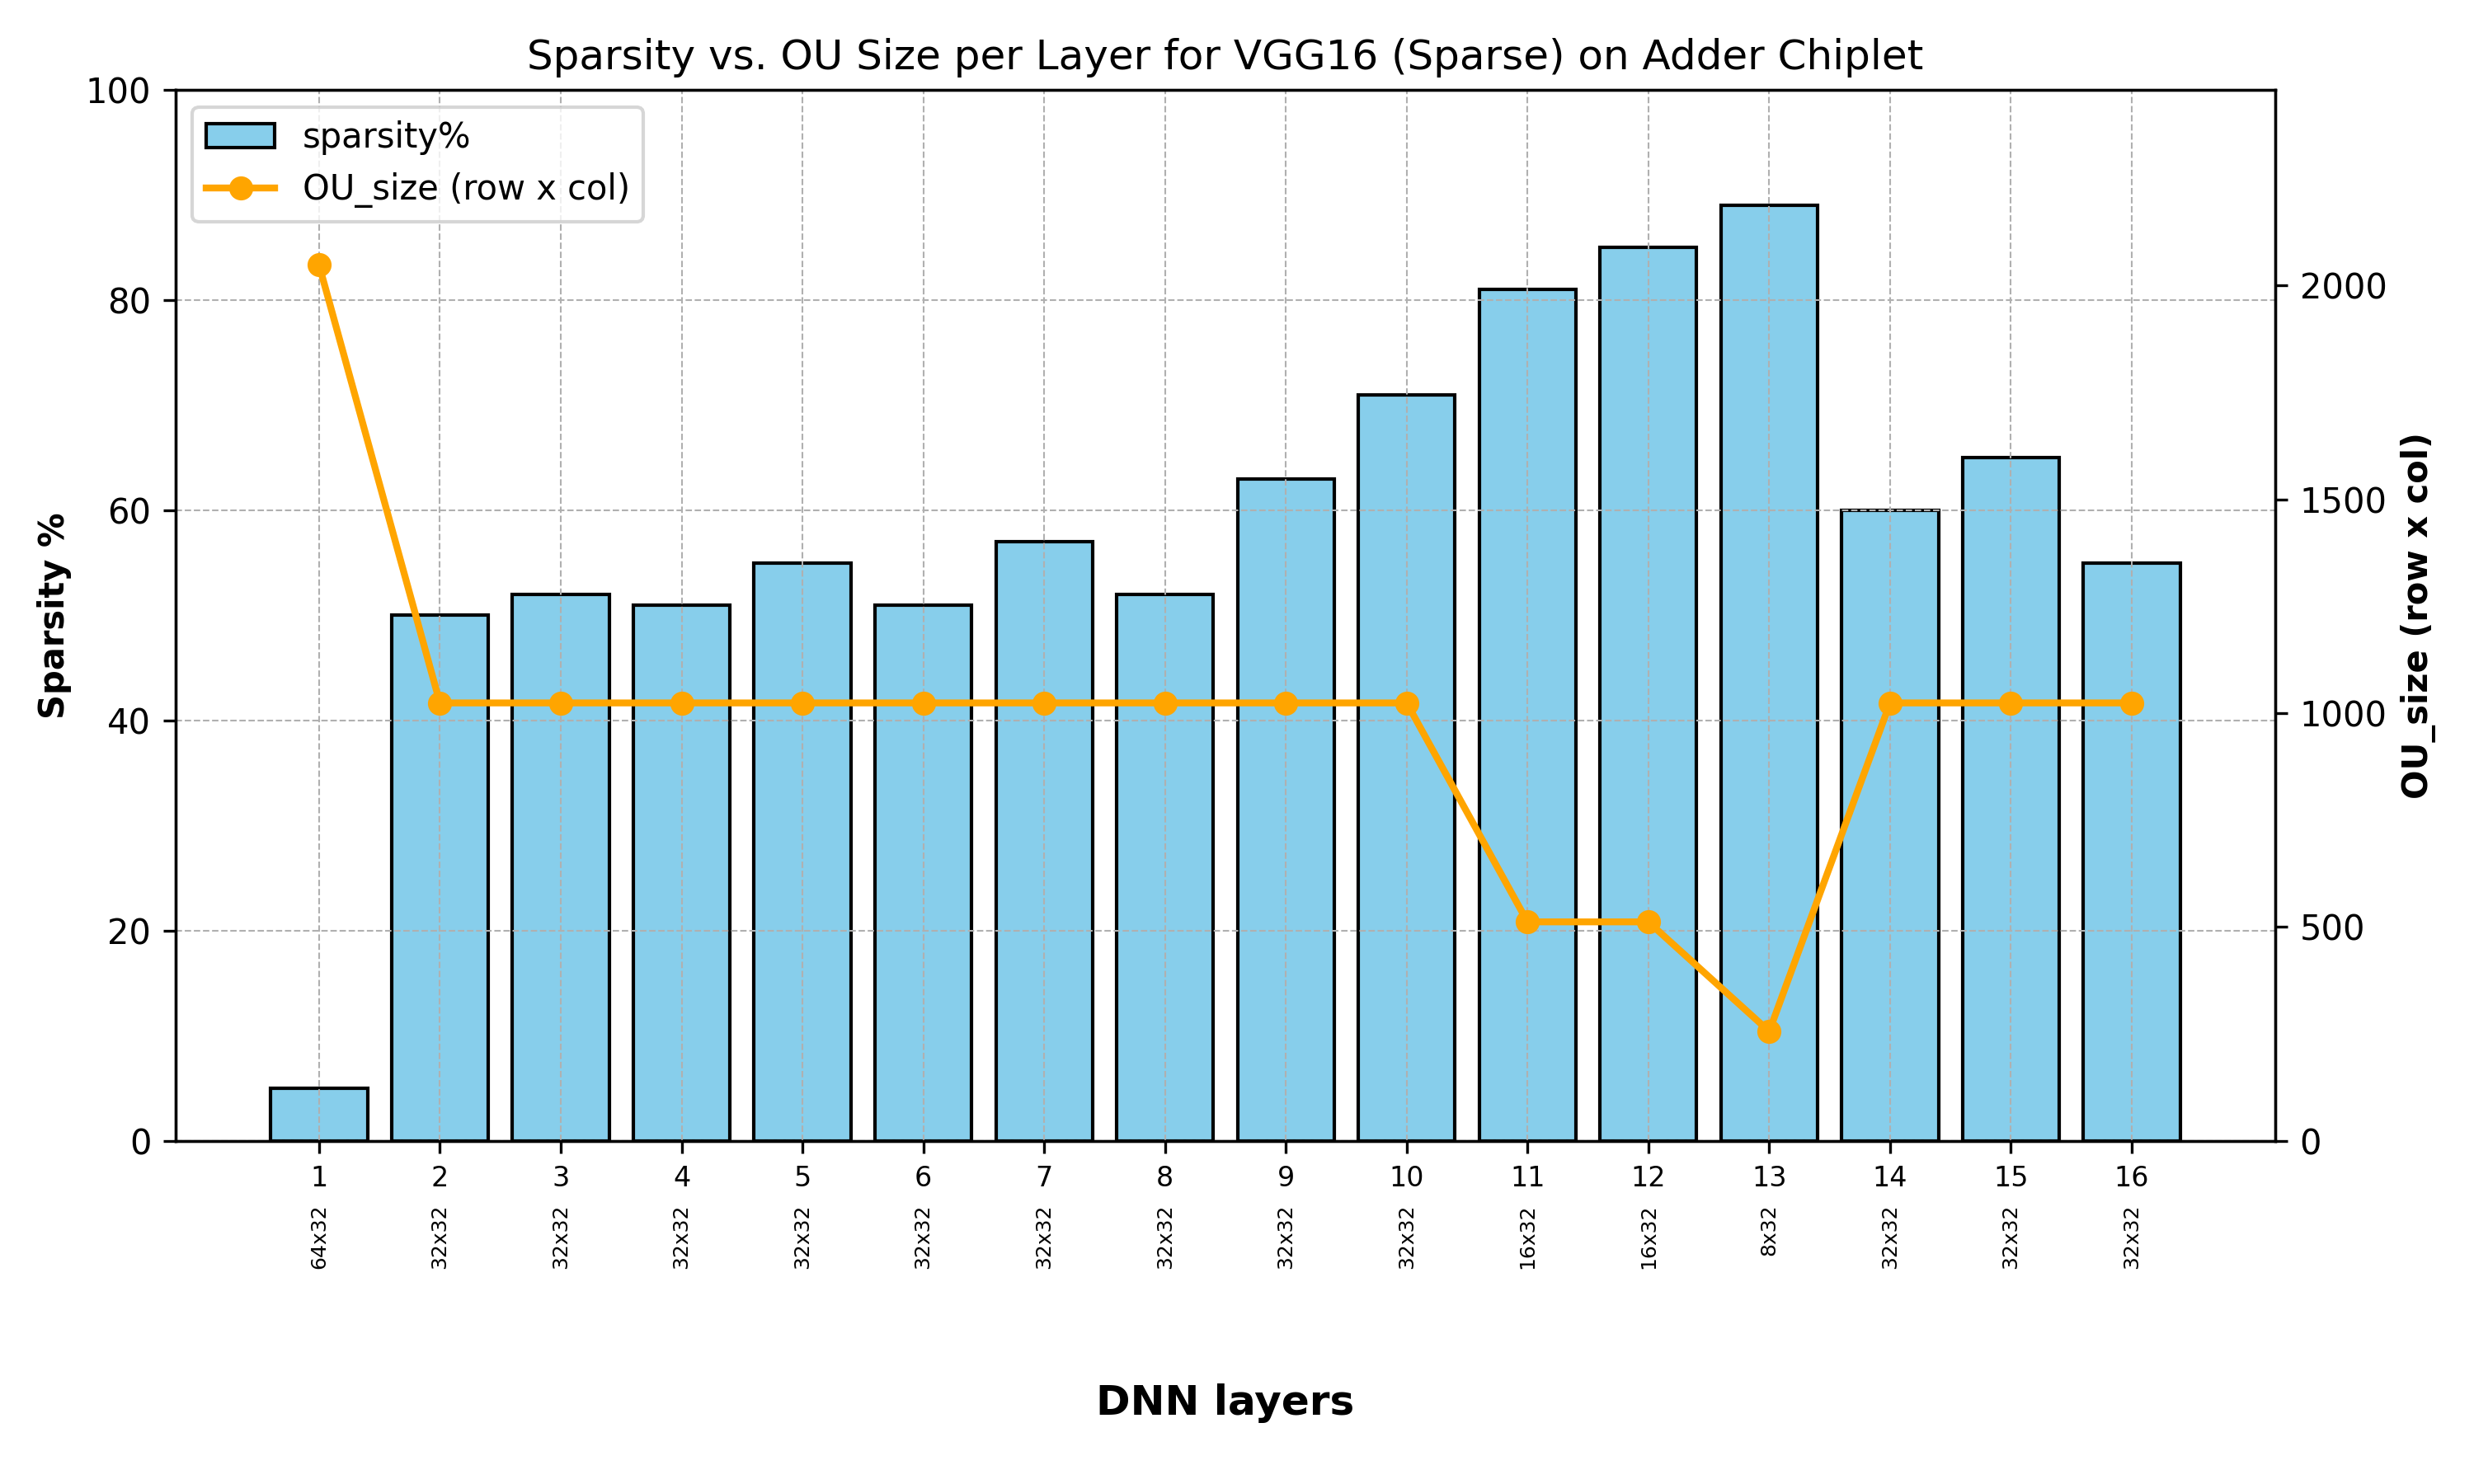 Sparsity vs. OU Size per Layer for VGG16 (Sparse) on Adder Chiplet
sparsity%
OU_size (row x col)
Sparsity %
100
80
60
40
20
0
OU_size (row x col)
2000
1500
1000
500
0
1 2 3 4 5 6 7 8 9 10 11 12 13 14 15 16
64x32 32x32 32x32 32x32 32x32 32x32 32x32 32x32 32x32 32x32 16x32 16x32 8x32 32x32 32x32 32x32
DNN layers